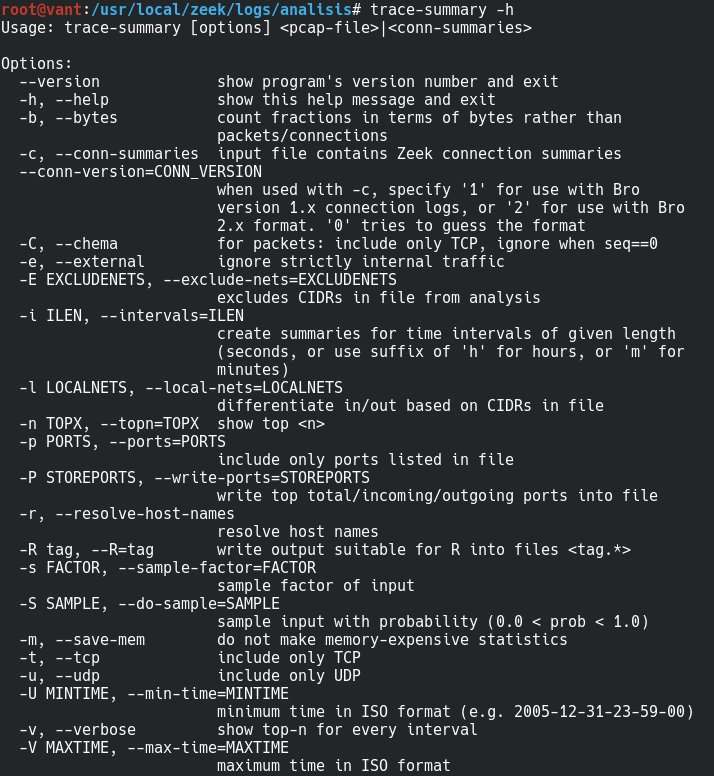 root@vant:/usr/local/zeek/logs/analisis# trace-summary -h
Usage: trace-summary [options] <pcap-file>|<conn-summaries>

Options:
  --version             show program's version number and exit
  -h, --help            show this help message and exit
  -b, --bytes           count fractions in terms of bytes rather than
                        packets/connections
  -c, --conn-summaries  input file contains Zeek connection summaries
  --conn-version=CONN_VERSION
                        when used with -c, specify '1' for use with Bro
                        version 1.x connection logs, or '2' for use with Bro
                        2.x format. '0' tries to guess the format
  -C, --chema           for packets: include only TCP, ignore when seq==0
  -e, --external        ignore strictly internal traffic
  -E EXCLUDENETS, --exclude-nets=EXCLUDENETS
                        excludes CIDRs in file from analysis
  -i ILEN, --intervals=ILEN
                        create summaries for time intervals of given length
                        (seconds, or use suffix of 'h' for hours, or 'm' for
                        minutes)
  -l LOCALNETS, --local-nets=LOCALNETS
                        differentiate in/out based on CIDRs in file
  -n TOPX, --topn=TOPX  show top <n>
  -p PORTS, --ports=PORTS
                        include only ports listed in file
  -P STOREPORTS, --write-ports=STOREPORTS
                        write top total/incoming/outgoing ports into file
  -r, --resolve-host-names
                        resolve host names
  -R tag, --R=tag       write output suitable for R into files <tag.*>
  -s FACTOR, --sample-factor=FACTOR
                        sample factor of input
  -S SAMPLE, --do-sample=SAMPLE
                        sample input with probability (0.0 < prob < 1.0)
  -m, --save-mem        do not make memory-expensive statistics
  -t, --tcp             include only TCP
  -u, --udp             include only UDP
  -U MINTIME, --min-time=MINTIME
                        minimum time in ISO format (e.g. 2005-12-31-23-59-00)
  -v, --verbose         show top-n for every interval
  -V MAXTIME, --max-time=MAXTIME
                        maximum time in ISO format